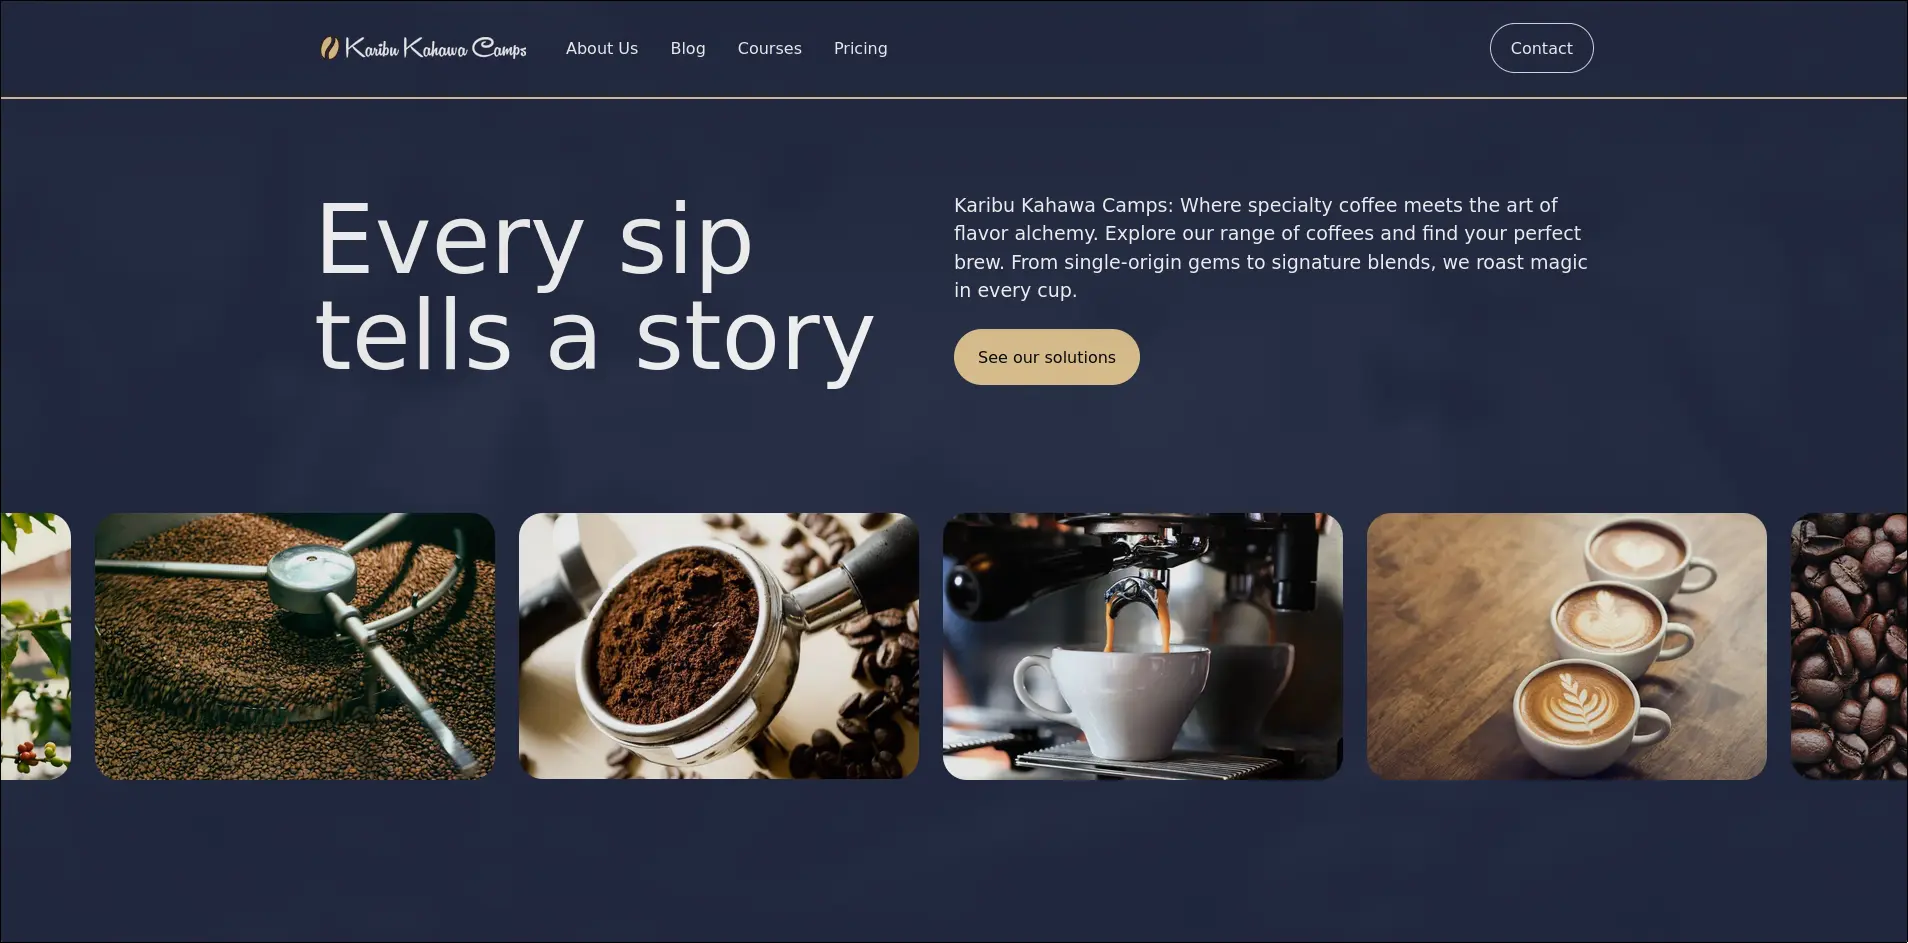 Karibu Kahawa Camps
About Us
Blog
Courses
Pricing
Contact
Every sip
tells a story
Karibu Kahawa Camps: Where specialty coffee meets the art of
flavor alchemy. Explore our range of coffees and find your perfect
brew. From single-origin gems to signature blends, we roast magic
in every cup.
See our solutions